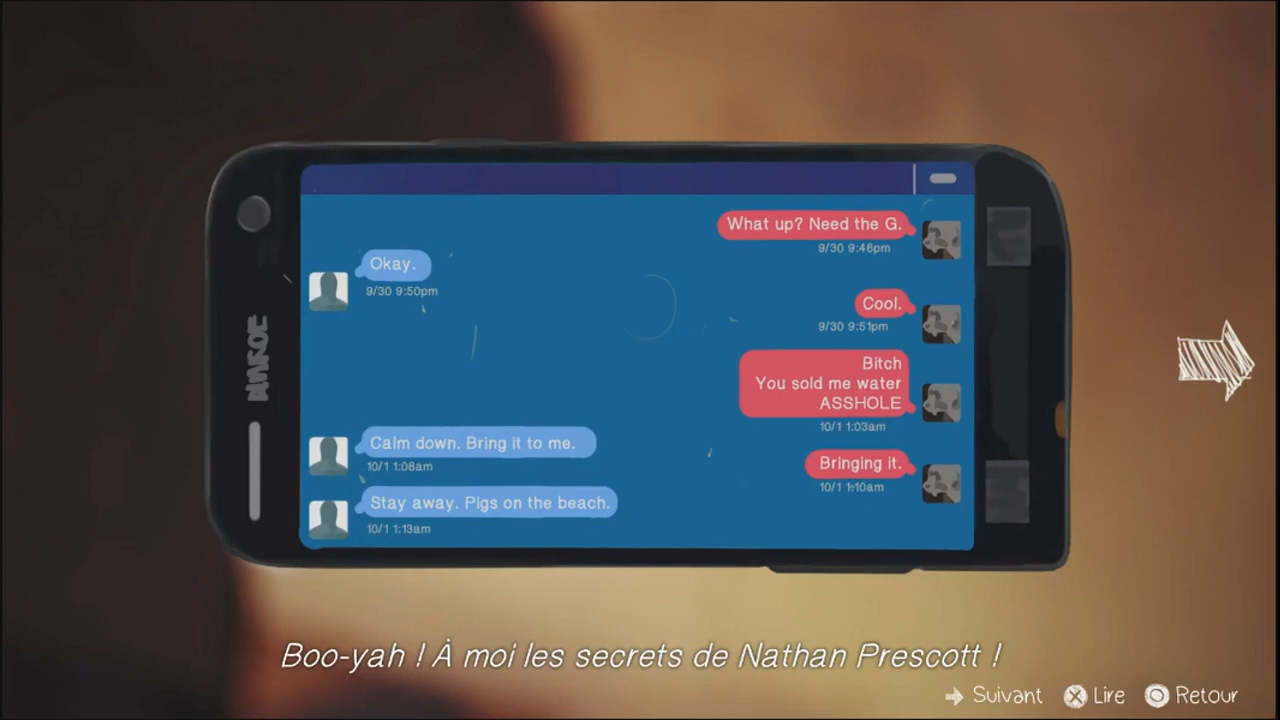 What up? Need the G.
9/30 9:46pm
Okay.
9/30 9:50pm
Cool.
9/30 9:51pm
Bitch
You sold me water
ASSHOLE
10/1 1:03am
Calm down. Bring it to me.
10/1 1:08am
Bringing it.
10/1 1:10am
Stay away. Pigs on the beach.
10/1 1:13am
Boo-yah ! À moi les secrets de Nathan Prescott !
Suivant Lire Retour